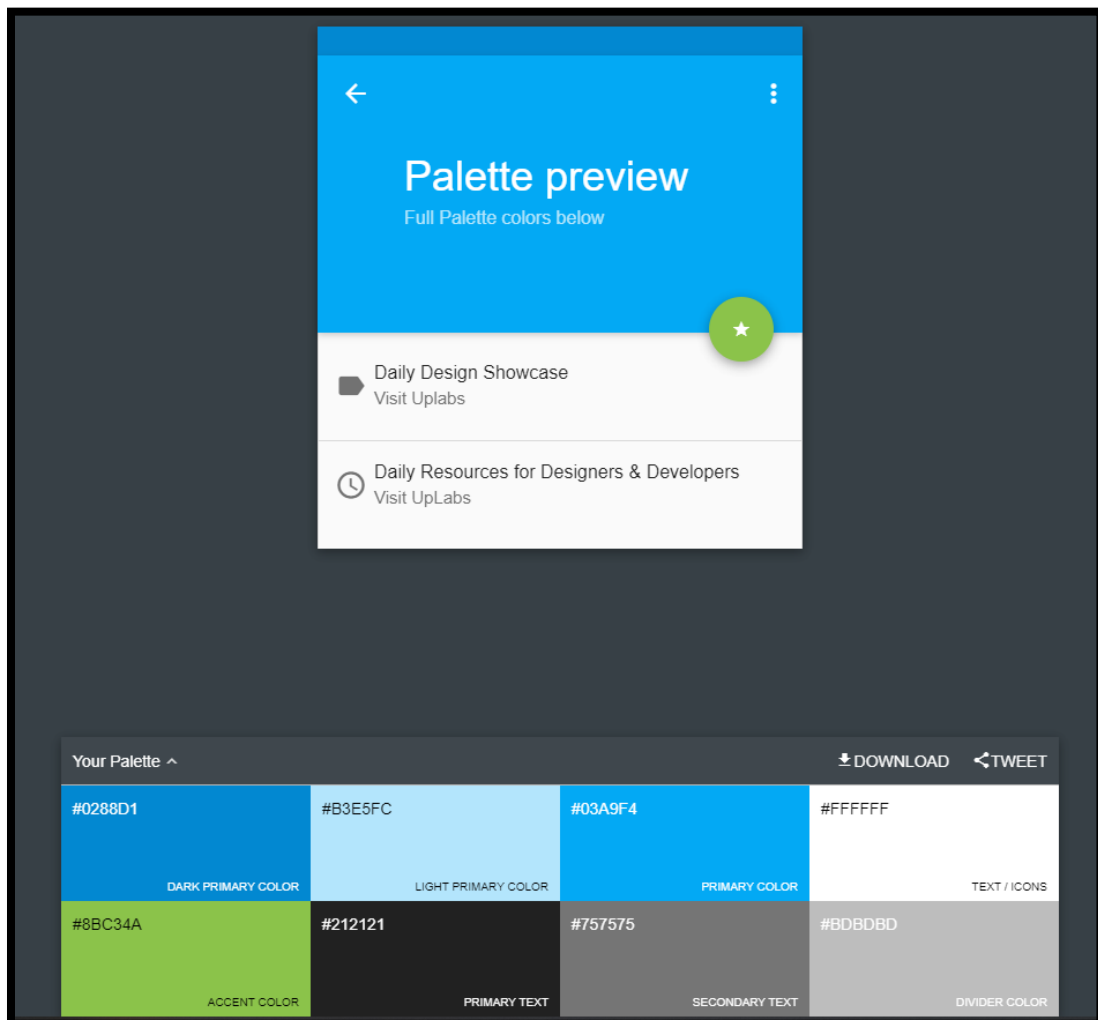 Palette preview
Full Palette colors below
Daily Design Showcase
Visit Uplabs
Daily Resources for Designers & Developers
Visit UpLabs
Your Palette
DOWNLOAD
TWEET
#0288D1
DARK PRIMARY COLOR
#B3E5FC
LIGHT PRIMARY COLOR
#03A9F4
PRIMARY COLOR
#FFFFFF
TEXT / ICONS
#8BC34A
ACCENT COLOR
#212121
PRIMARY TEXT
#757575
SECONDARY TEXT
#BDBDBD
DIVIDER COLOR